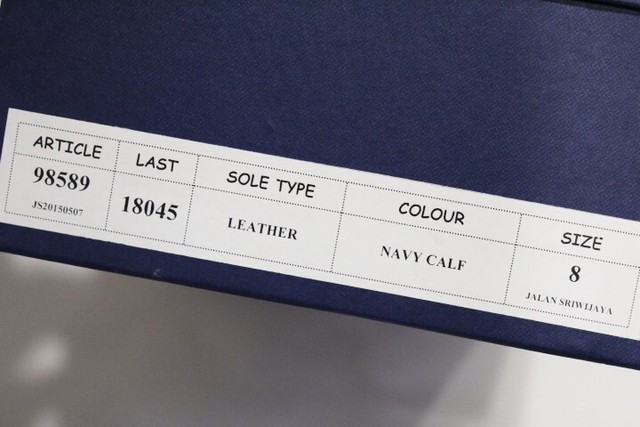 ARTICLE LAST SOLE TYPE COLOUR SIZE
98589 18045 LEATHER NAVY CALF 8
JS20150507 JALAN SRIWIJAYA